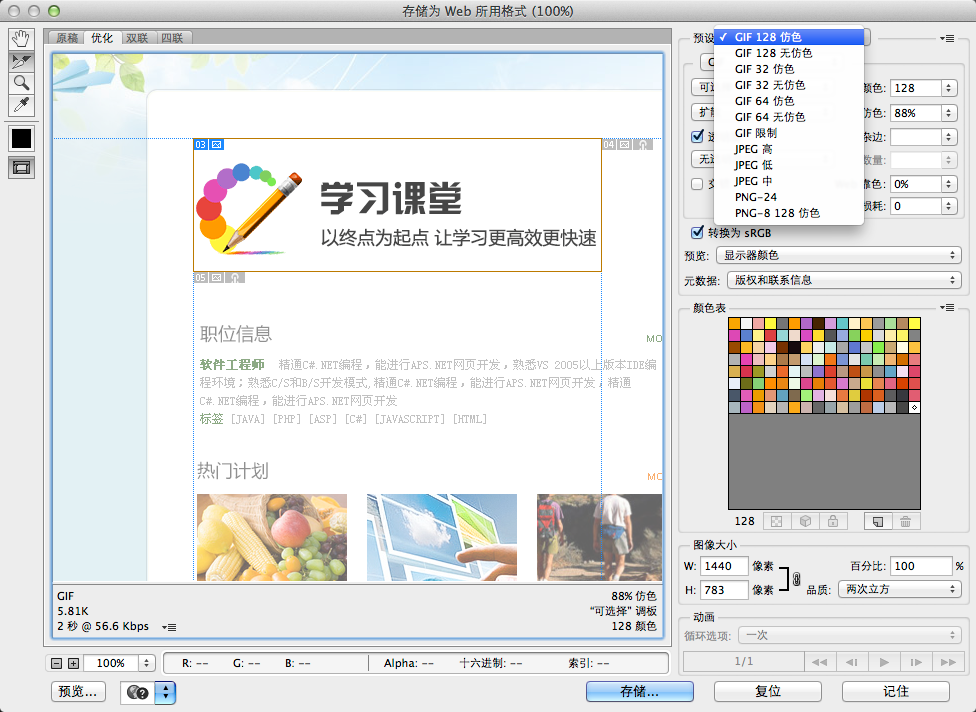 存储为 Web 所用格式 (100%)
原稿 优化 双联 四联
03
04
学习课堂
以终点为起点 让学习更高效更快速
05
职位信息
MO
软件工程师 精通C#.NET编程，能进行APS.NET网页开发，熟悉VS 2005以上版本IDE编
程环境；熟悉C/S和B/S开发模式,精通C#.NET编程，能进行APS.NET网页开发；精通
C#.NET编程，能进行APS.NET网页开发
标签 [JAVA] [PHP] [ASP] [C#] [JAVASCRIPT] [HTML]
热门计划
MO
GIF
5.81K
2 秒 @ 56.6 Kbps
88% 仿色
“可选择” 调板
128 颜色
100%
R: --
G: --
B: --
Alpha: --
十六进制: --
索引: --
预览...
存储...
复位
记住
预设
✓ GIF 128 仿色
GIF 128 无仿色
GIF 32 仿色
GIF 32 无仿色
GIF 64 仿色
GIF 64 无仿色
GIF 限制
JPEG 高
JPEG 低
JPEG 中
PNG-24
PNG-8 128 仿色
颜色: 128
仿色: 88%
杂边:
数量:
靠色: 0%
损耗: 0
转换为 sRGB
预览: 显示器颜色
元数据: 版权和联系信息
颜色表
128
图像大小
W: 1440 像素
H: 783 像素
百分比: 100 %
品质: 两次立方
动画
循环选项: 一次
1/1